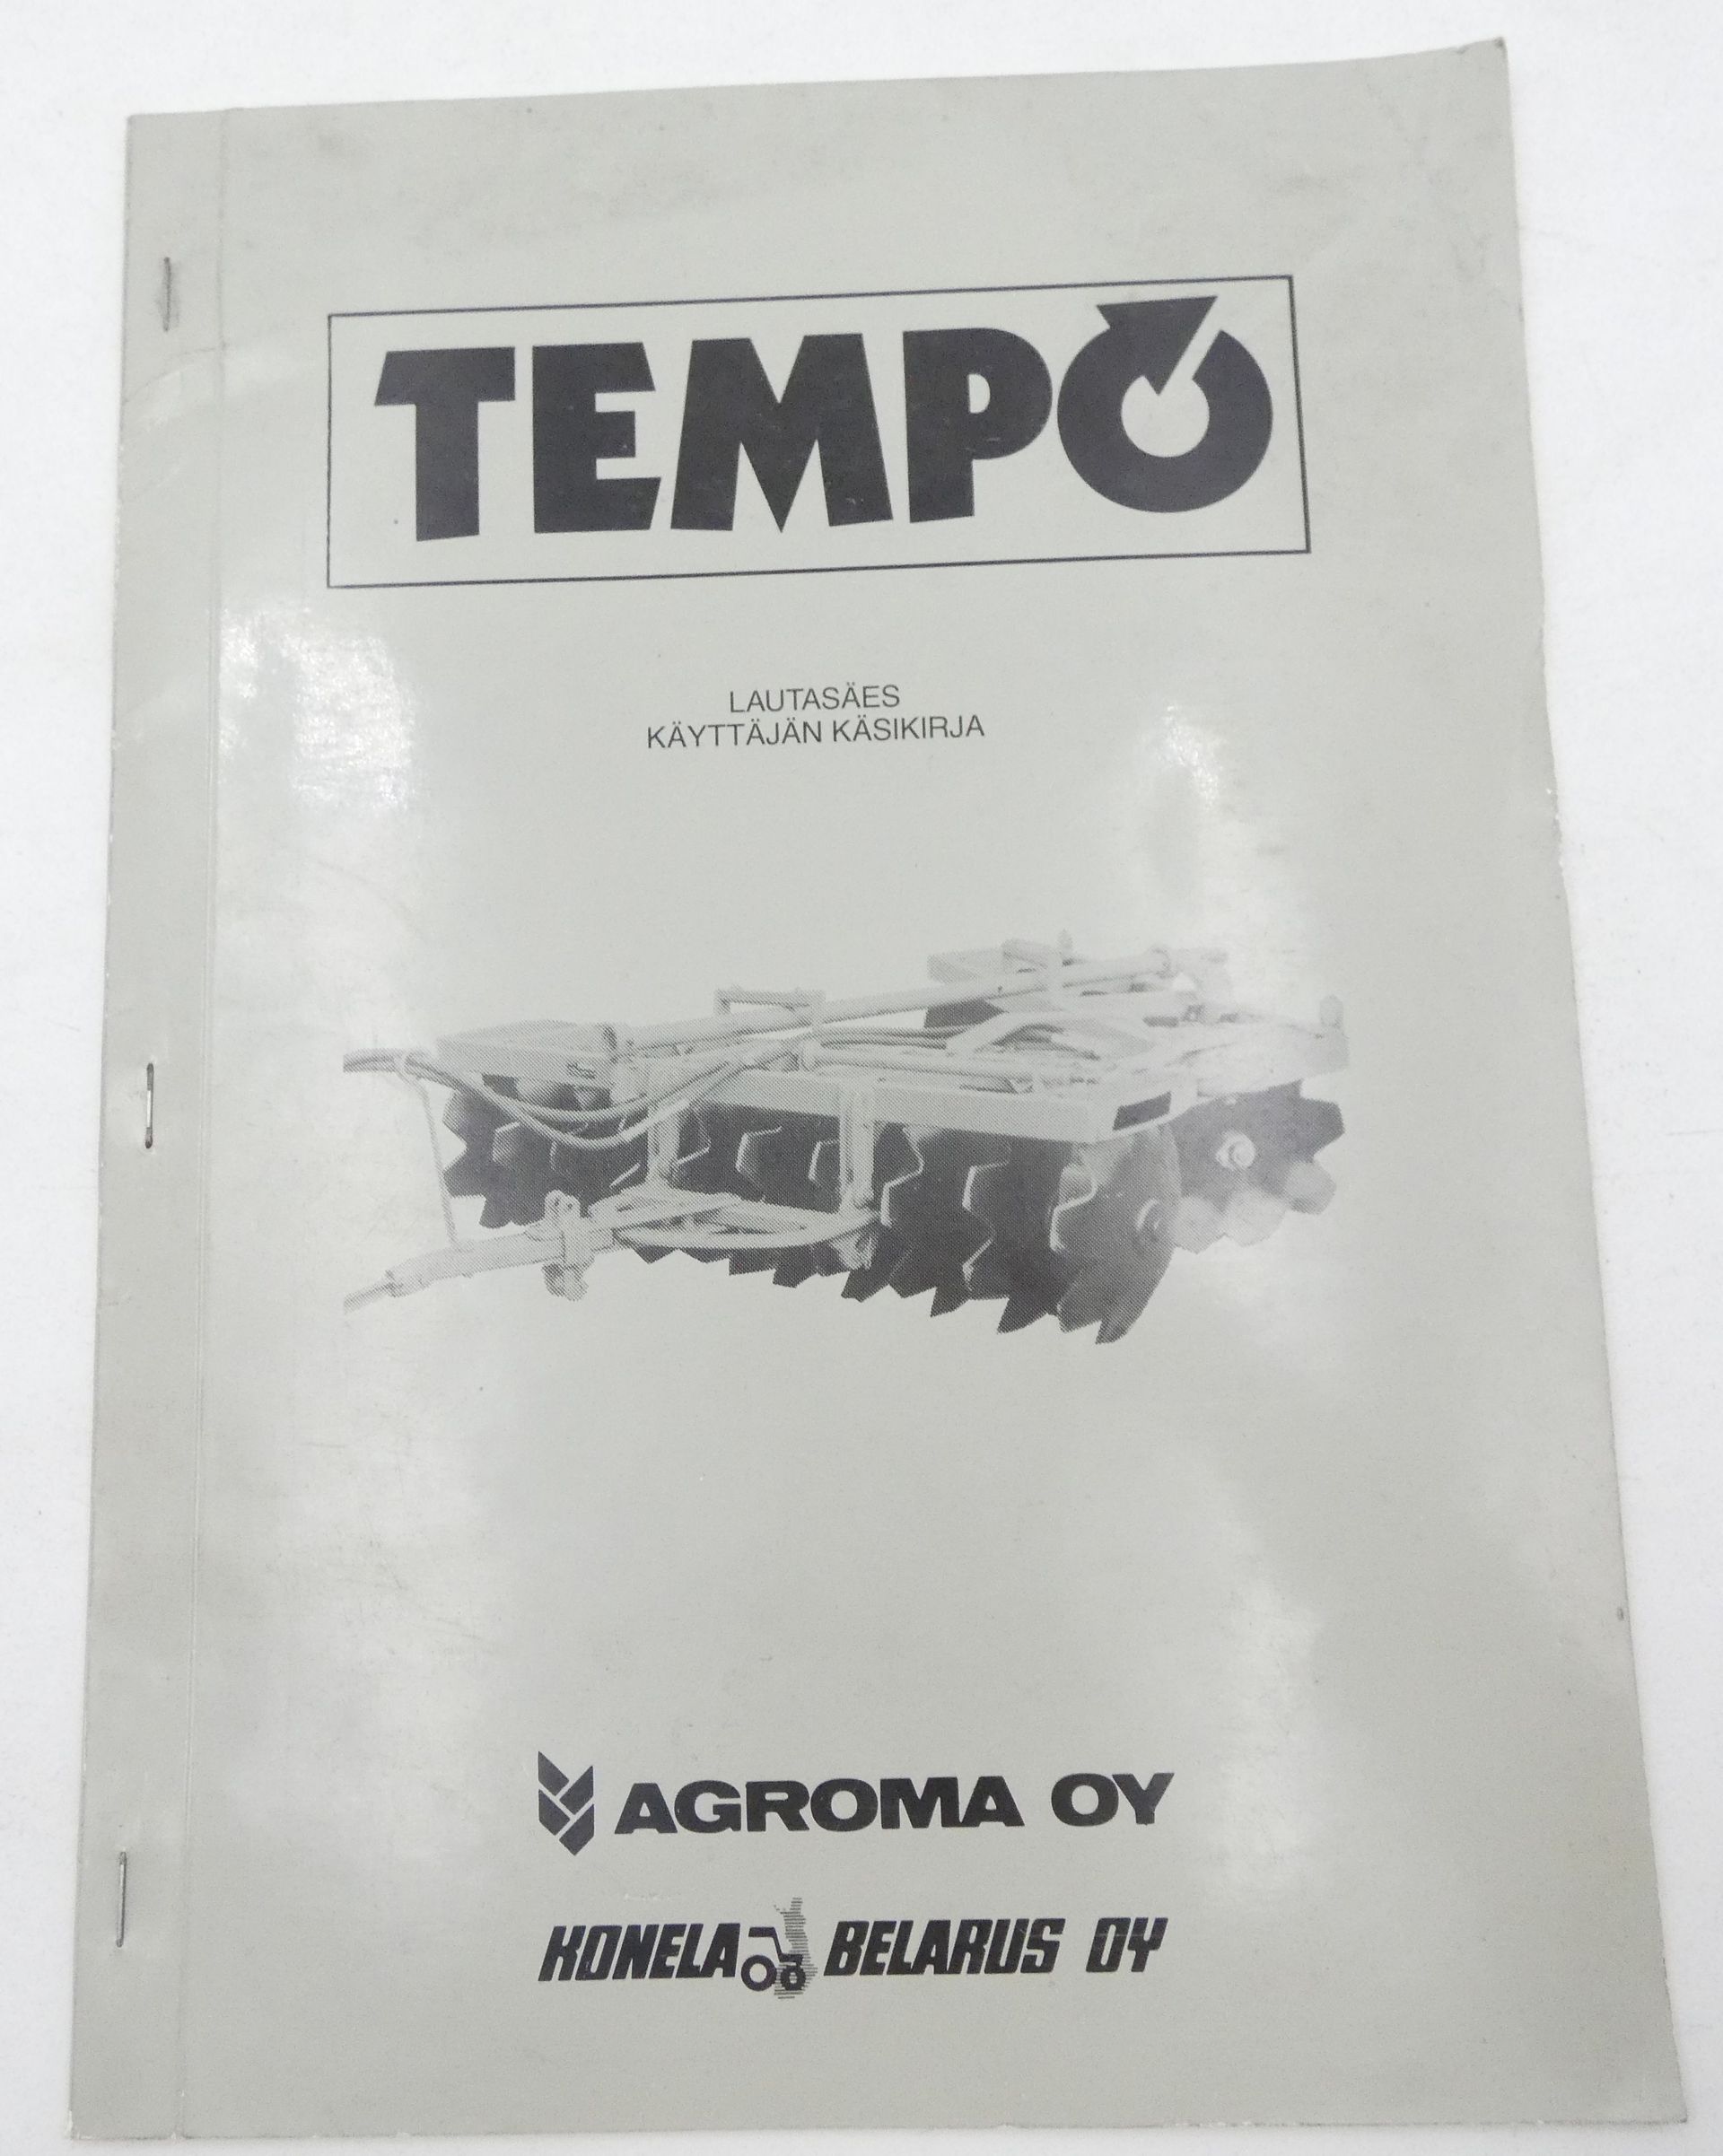 TEMPO
LAUTASÄES
KÄYTTÄJÄN KÄSIKIRJA
AGROMA OY
KONELA BELARUS OY